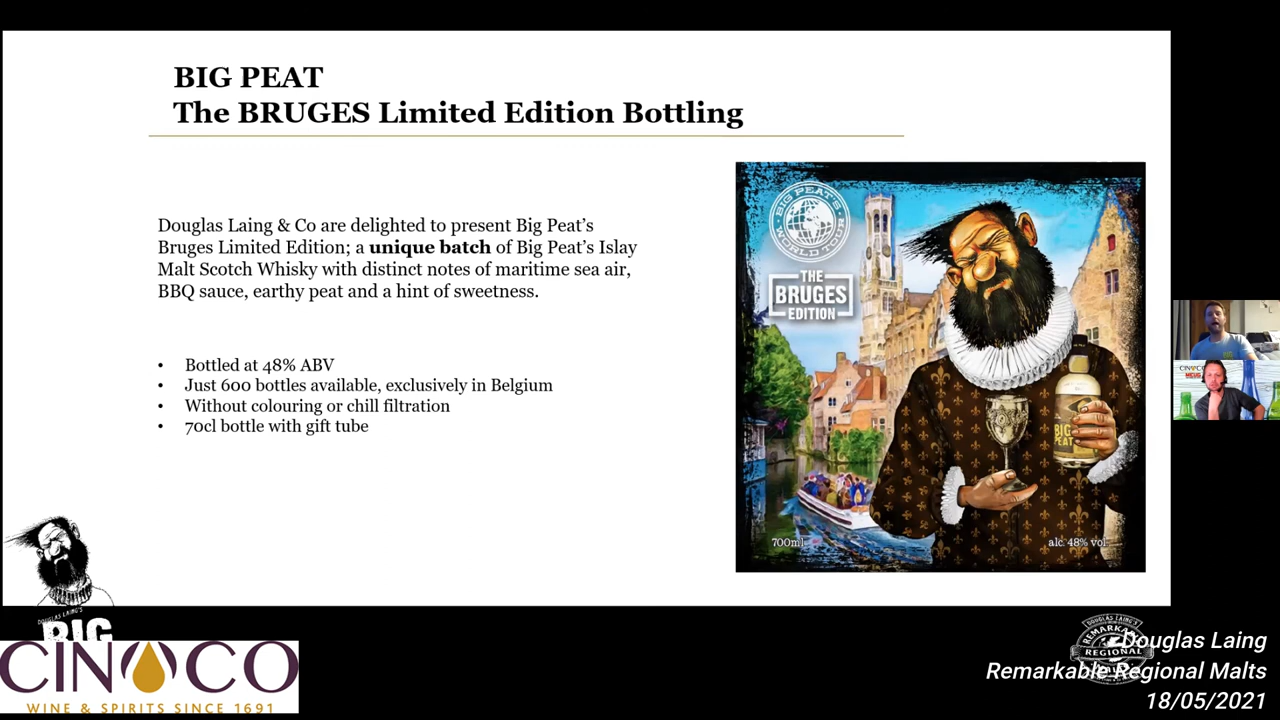 BIG PEAT
The BRUGES Limited Edition Bottling
Douglas Laing & Co are delighted to present Big Peat’s
Bruges Limited Edition; a unique batch of Big Peat’s Islay
Malt Scotch Whisky with distinct notes of maritime sea air,
BBQ sauce, earthy peat and a hint of sweetness.
• Bottled at 48% ABV
• Just 600 bottles available, exclusively in Belgium
• Without colouring or chill filtration
• 70cl bottle with gift tube
BIG PEAT'S
WORLD TOUR
THE
BRUGES
EDITION
BIG
PEAT
700ml
alc. 48% vol
CINOCO
DOUGLAS LAING'S
BIG
CINOCO
WINE & SPIRITS SINCE 1691
DOUGLAS LAING'S
REMARKABLE
REGIONAL
Douglas Laing
Remarkable Regional Malts
18/05/2021